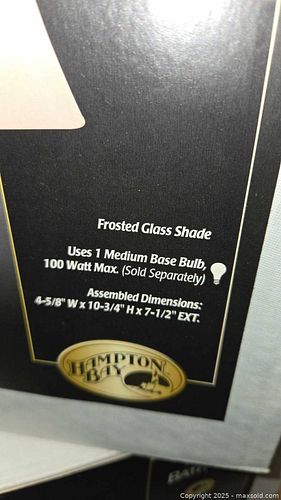 Frosted Glass Shade
Uses 1 Medium Base Bulb,
100 Watt Max. (Sold Separately)
Assembled Dimensions:
4-5/8" W x 10-3/4" H x 7-1/2" EXT.
HAMPTON
BAY
Copyright 2025 - maxsold.com